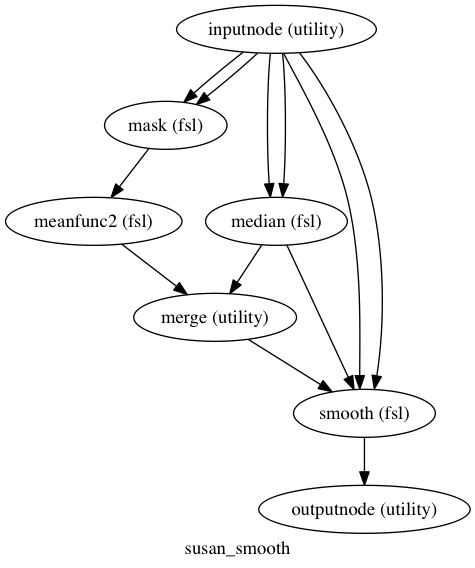 inputnode (utility)
mask (fsl)
meanfunc2 (fsl)
median (fsl)
merge (utility)
smooth (fsl)
outputnode (utility)
susan_smooth